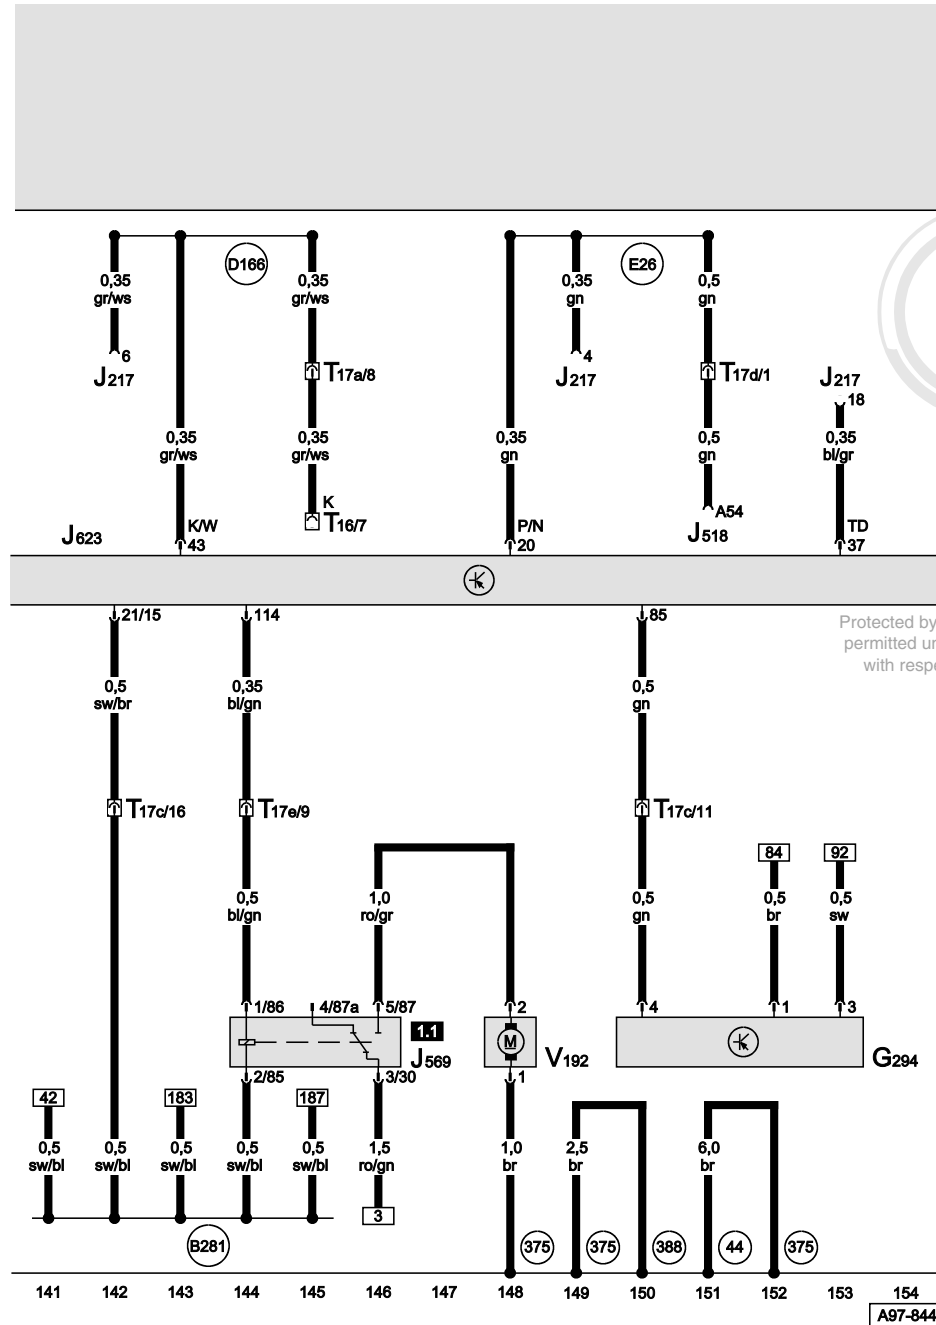 D166
E26
0,35
gr/ws
0,35
gr/ws
0,35
gn
0,5
gn
6
J217
T17a/8
4
J217
T17d/1
J217
18
0,35
gr/ws
0,35
gr/ws
0,35
gn
0,5
gn
0,35
bl/gr
K
T16/7
A54
J518
J623
K/W
43
P/N
20
TD
37
21/15
114
85
Protected by
permitted un
with respe
0,5
sw/br
0,35
bl/gn
0,5
gn
T17c/16
T17e/9
T17c/11
84
92
0,5
bl/gn
1,0
ro/gr
0,5
gn
0,5
br
0,5
sw
1/86
4/87a
5/87
2
4
1
3
1.1
J569
M
V192
G294
2/85
3/30
1
42
183
187
0,5
sw/bl
0,5
sw/bl
0,5
sw/bl
0,5
sw/bl
0,5
sw/bl
1,5
ro/gn
1,0
br
2,5
br
6,0
br
3
B281
375
375
388
44
375
141 142 143 144 145 146 147 148 149 150 151 152 153 154
A97-844